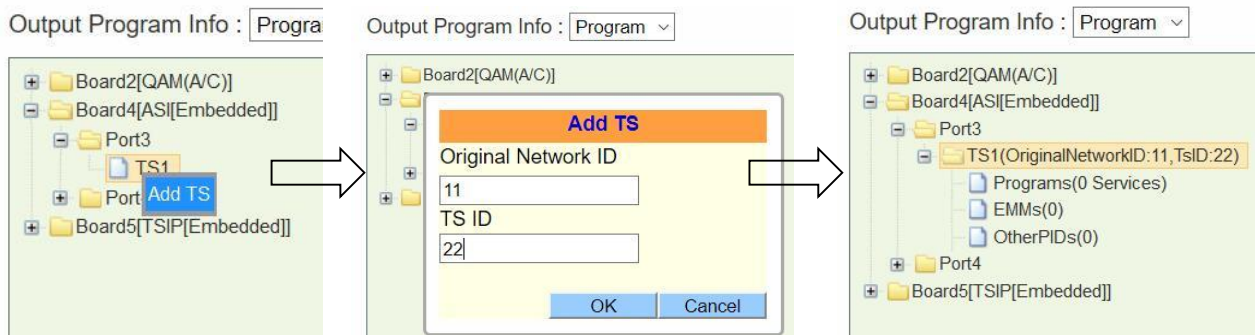 Output Program Info : Progra
Board2[QAM(A/C)]
Board4[ASI[Embedded]]
Port3
TS1
Add TS
Port
Board5[TSIP[Embedded]]
Output Program Info : Program
Board2[QAM(A/C)]
Add TS
Original Network ID
11
TS ID
22
OK Cancel
Output Program Info : Program
Board2[QAM(A/C)]
Board4[ASI[Embedded]]
Port3
TS1(OriginalNetworkID:11,TsID:22)
Programs(0 Services)
EMMs(0)
OtherPIDs(0)
Port4
Board5[TSIP[Embedded]]